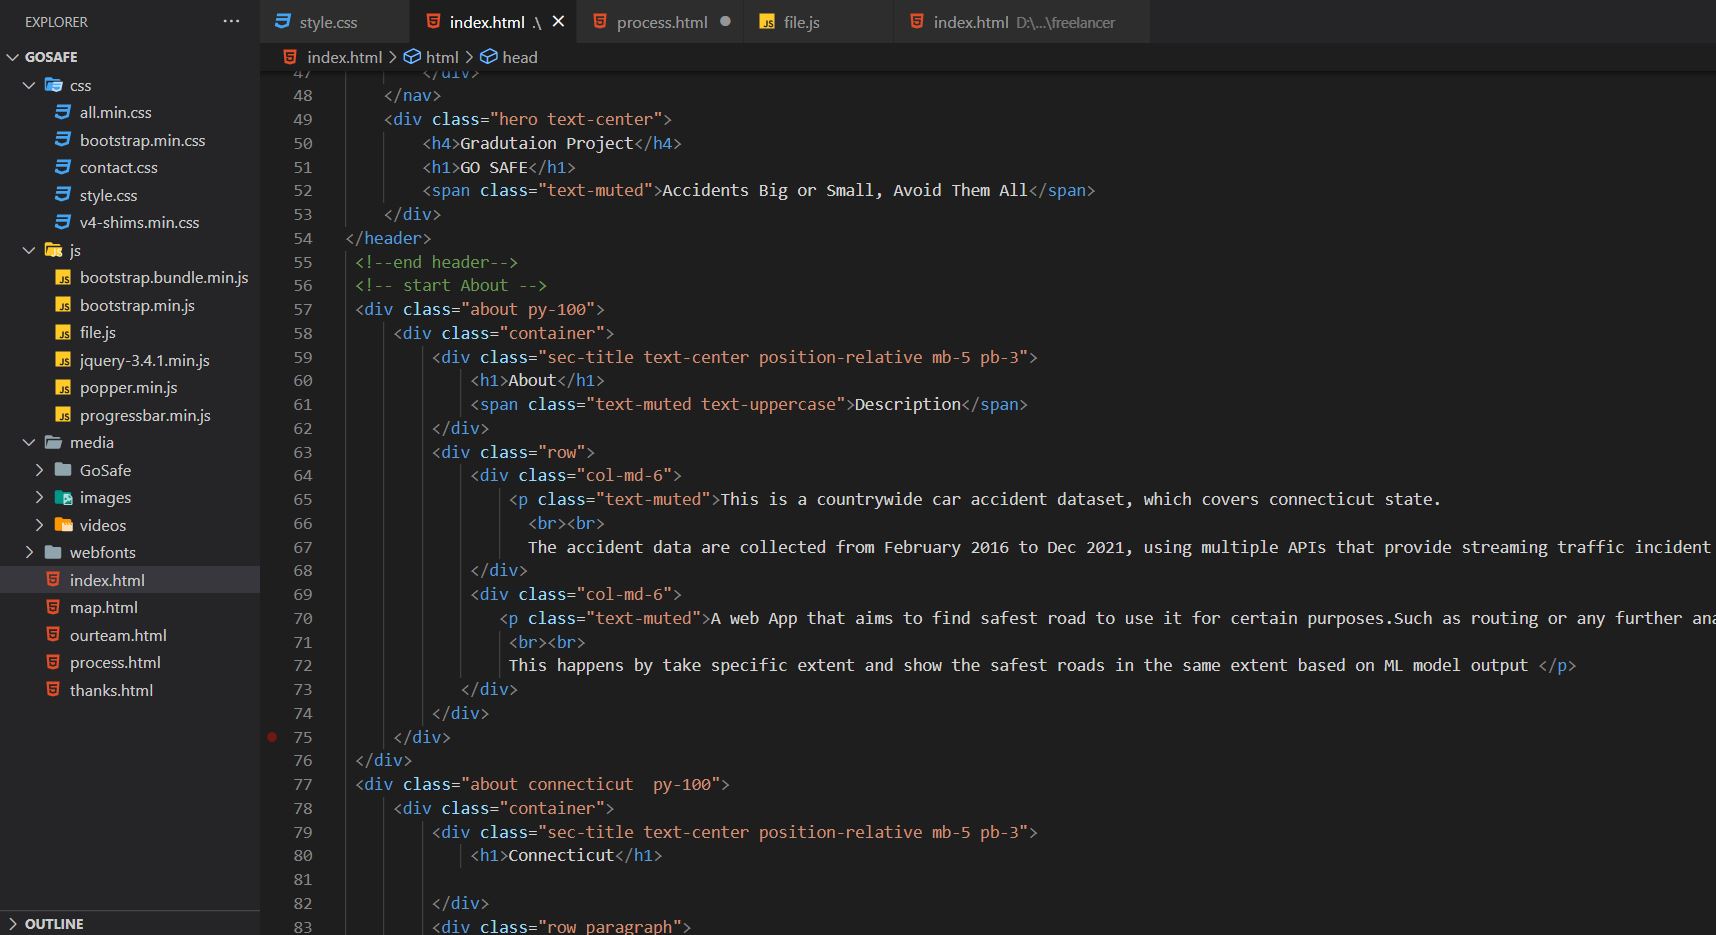 EXPLORER ···
GOSAFE
css
all.min.css
bootstrap.min.css
contact.css
style.css
v4-shims.min.css
js
bootstrap.bundle.min.js
bootstrap.min.js
file.js
jquery-3.4.1.min.js
popper.min.js
progressbar.min.js
media
GoSafe
images
videos
webfonts
index.html
map.html
ourteam.html
process.html
thanks.html
OUTLINE
style.css index.html .\ process.html file.js index.html D:\...\freelancer
index.html > html > head
47 </div>
48 </nav>
49 <div class="hero text-center">
50 <h4>Gradutaion Project</h4>
51 <h1>GO SAFE</h1>
52 <span class="text-muted">Accidents Big or Small, Avoid Them All</span>
53 </div>
54 </header>
55 <!--end header-->
56 <!-- start About -->
57 <div class="about py-100">
58 <div class="container">
59 <div class="sec-title text-center position-relative mb-5 pb-3">
60 <h1>About</h1>
61 <span class="text-muted text-uppercase">Description</span>
62 </div>
63 <div class="row">
64 <div class="col-md-6">
65 <p class="text-muted">This is a countrywide car accident dataset, which covers connecticut state.
66 <br><br>
67 The accident data are collected from February 2016 to Dec 2021, using multiple APIs that provide streaming traffic incident
68 </div>
69 <div class="col-md-6">
70 <p class="text-muted">A web App that aims to find safest road to use it for certain purposes.Such as routing or any further ana
71 <br><br>
72 This happens by take specific extent and show the safest roads in the same extent based on ML model output </p>
73 </div>
74 </div>
75 </div>
76 </div>
77 <div class="about connecticut  py-100">
78 <div class="container">
79 <div class="sec-title text-center position-relative mb-5 pb-3">
80 <h1>Connecticut</h1>
81
82 </div>
83 <div class="row paragraph">